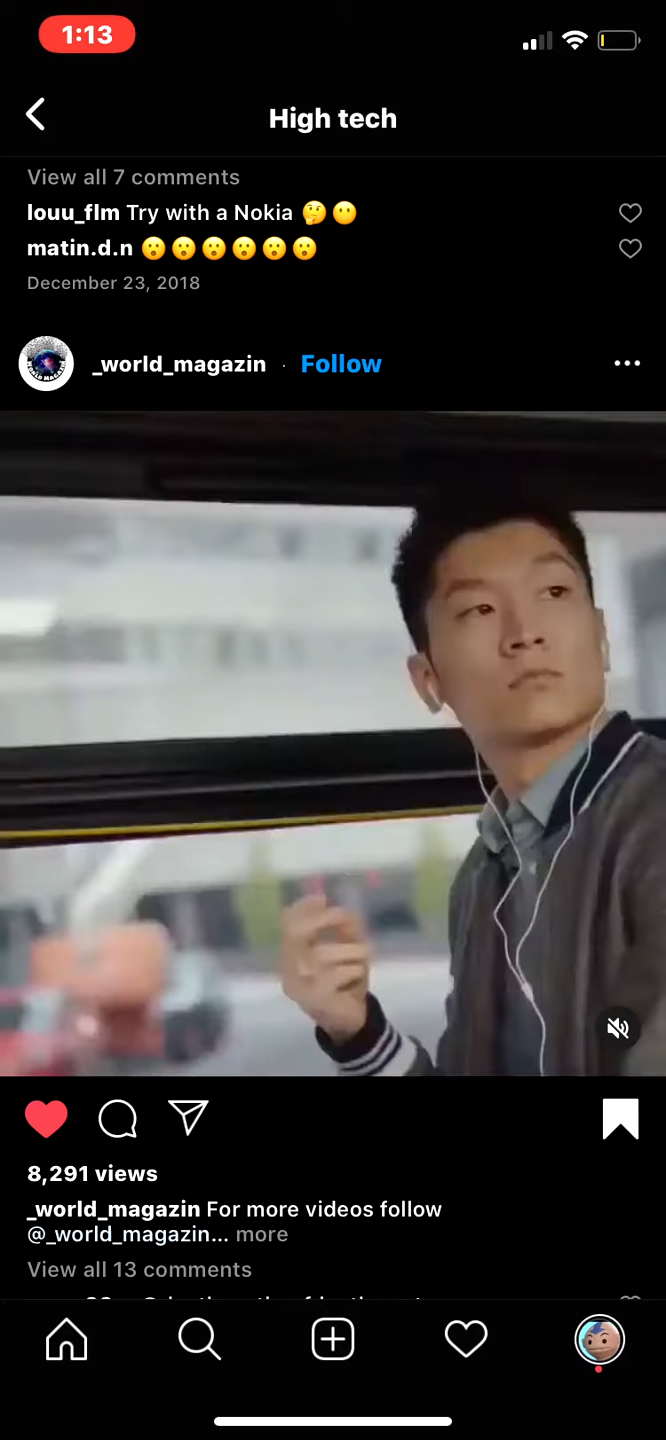 1:13
High tech
View all 7 comments
louu_flm Try with a Nokia 🤔😶
matin.d.n 😮😮😮😮😮😮
December 23, 2018
_world_magazin · Follow
8,291 views
_world_magazin For more videos follow
@_world_magazin... more
View all 13 comments